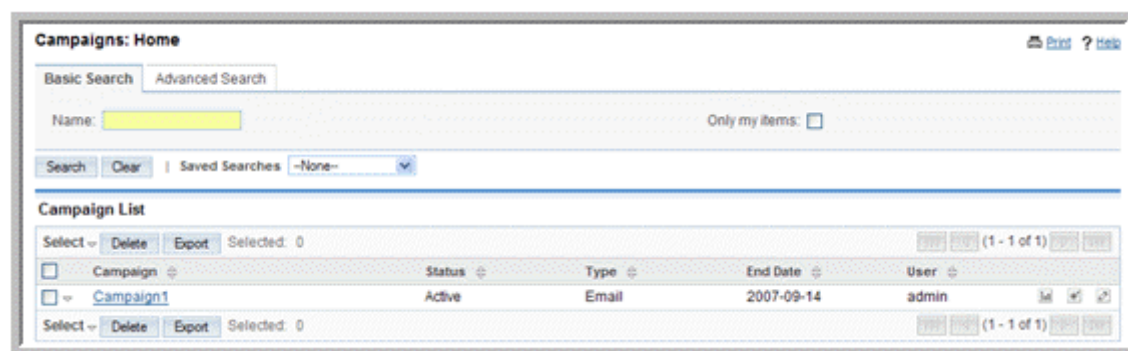 Campaigns: Home Print ? Help
Basic Search Advanced Search
Name: Only my items:
Search Clear | Saved Searches --None--
Campaign List
Select Delete Export Selected: 0 (1 - 1 of 1)
Campaign Status Type End Date User
Campaign1 Active Email 2007-09-14 admin
Select Delete Export Selected: 0 (1 - 1 of 1)